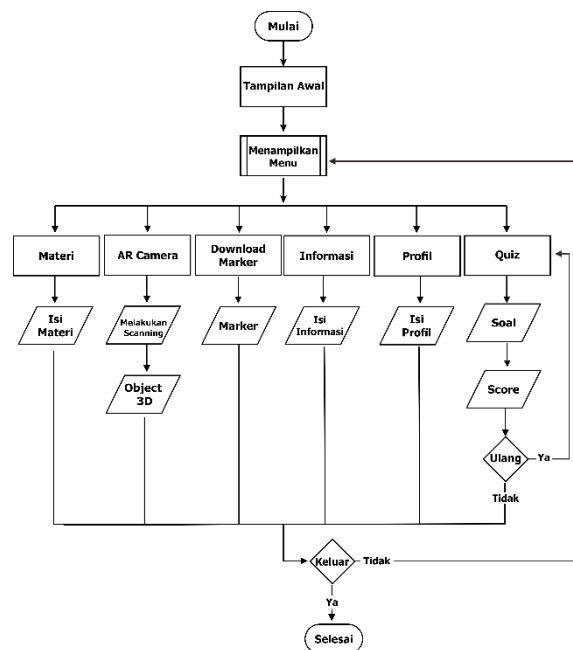 Mulai
Tampilan Awal
Menampilkan
Menu
Materi
AR Camera
Download
Marker
Informasi
Profil
Quiz
Isi
Materi
Melakukan
Scanning
Marker
Isi
Informasi
Isi
Profil
Soal
Object
3D
Score
Ulang
Ya
Tidak
Keluar
Tidak
Ya
Selesai